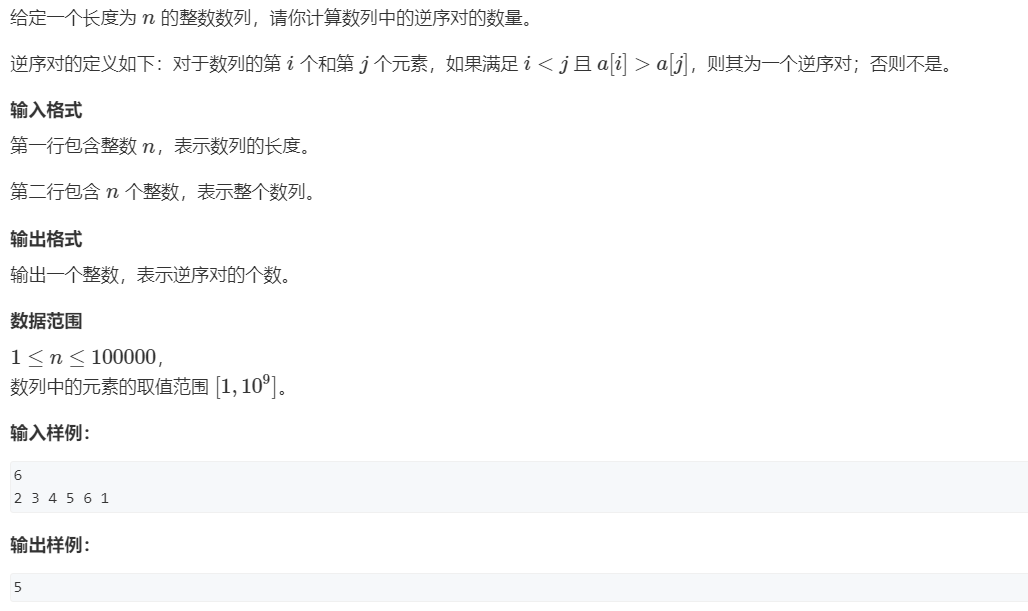 给定一个长度为 n 的整数数列，请你计算数列中的逆序对的数量。
逆序对的定义如下：对于数列的第 i 个和第 j 个元素，如果满足 i < j 且 a[i] > a[j]，则其为一个逆序对；否则不是。
输入格式
第一行包含整数 n，表示数列的长度。
第二行包含 n 个整数，表示整个数列。
输出格式
输出一个整数，表示逆序对的个数。
数据范围
1 ≤ n ≤ 100000，
数列中的元素的取值范围 [1, 10⁹]。
输入样例：
6
2 3 4 5 6 1
输出样例：
5